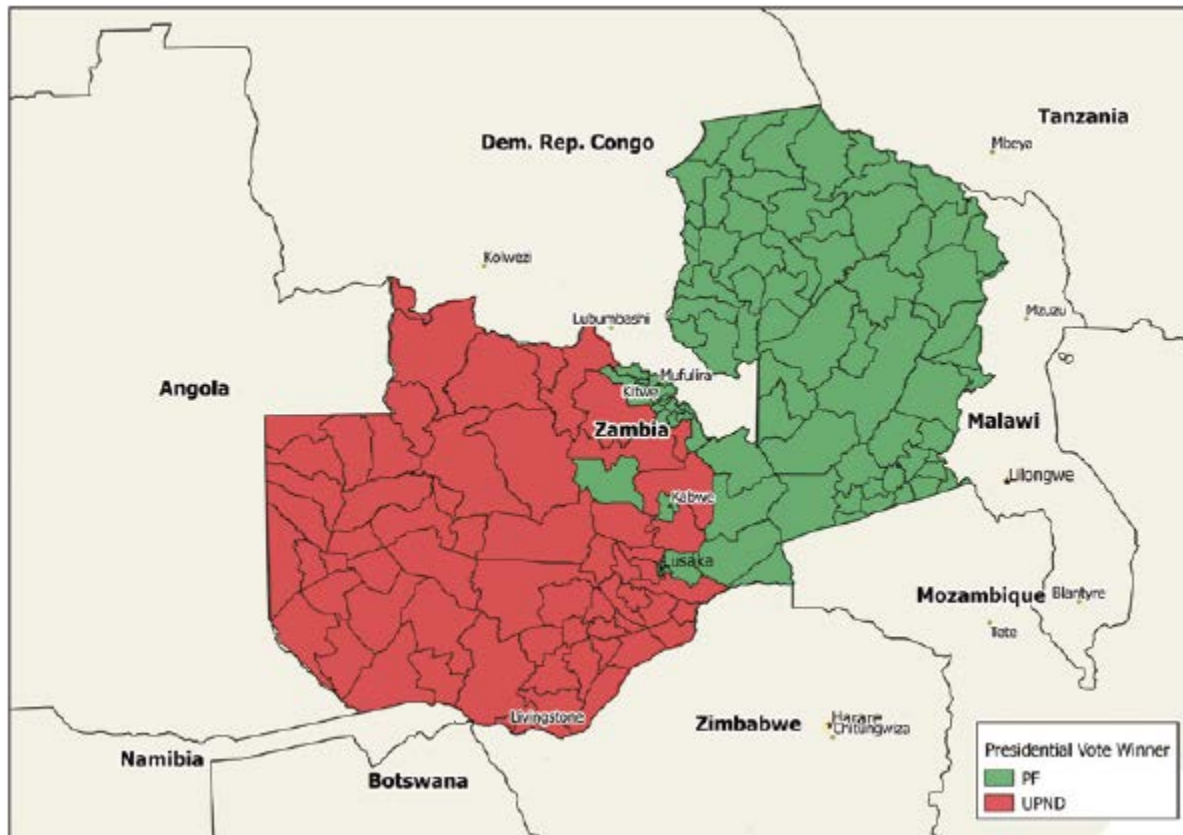 Tanzania
Mbeya
Dem. Rep. Congo
Kolwezi
Mzuzu
Lubumbashi
Mufulira
Angola
Kitwe
Malawi
Zambia
Lilongwe
Kabwe
Lusaka
Mozambique
Blantyre
Tete
Livingstone
Zimbabwe
Harare
Chitungwiza
Namibia
Botswana
Presidential Vote Winner
PF
UPND